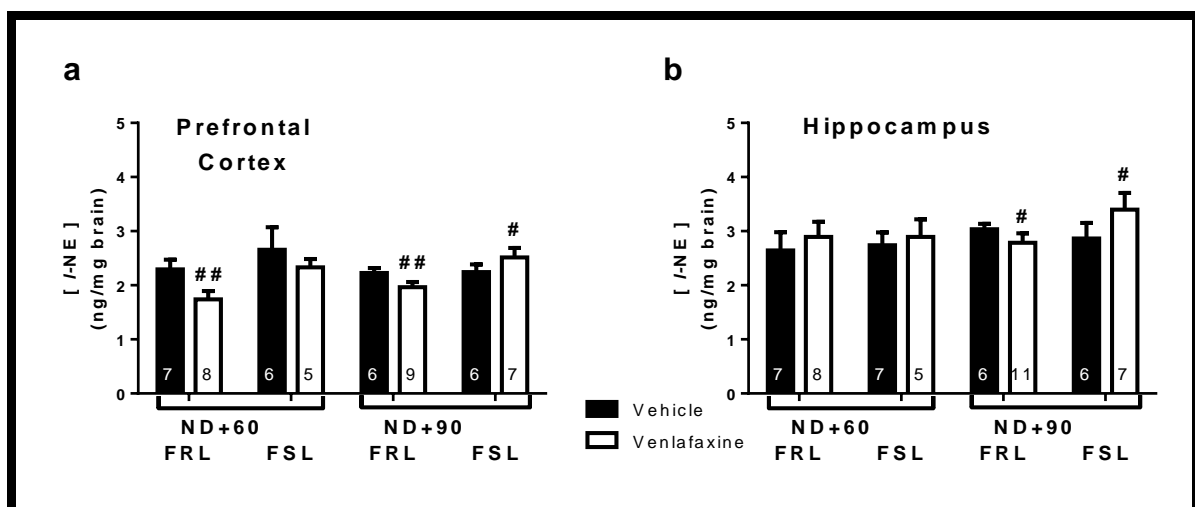 a
Prefrontal
Cortex
[ l-NE ]
(ng/mg brain)
5
4
3
2
1
0
##
##
#
7
8
6
5
6
9
6
7
ND+60
ND+90
FRL
FSL
FRL
FSL
Vehicle
Venlafaxine
b
Hippocampus
[ l-NE ]
(ng/mg brain)
5
4
3
2
1
0
#
#
7
8
7
5
6
11
6
7
ND+60
ND+90
FRL
FSL
FRL
FSL